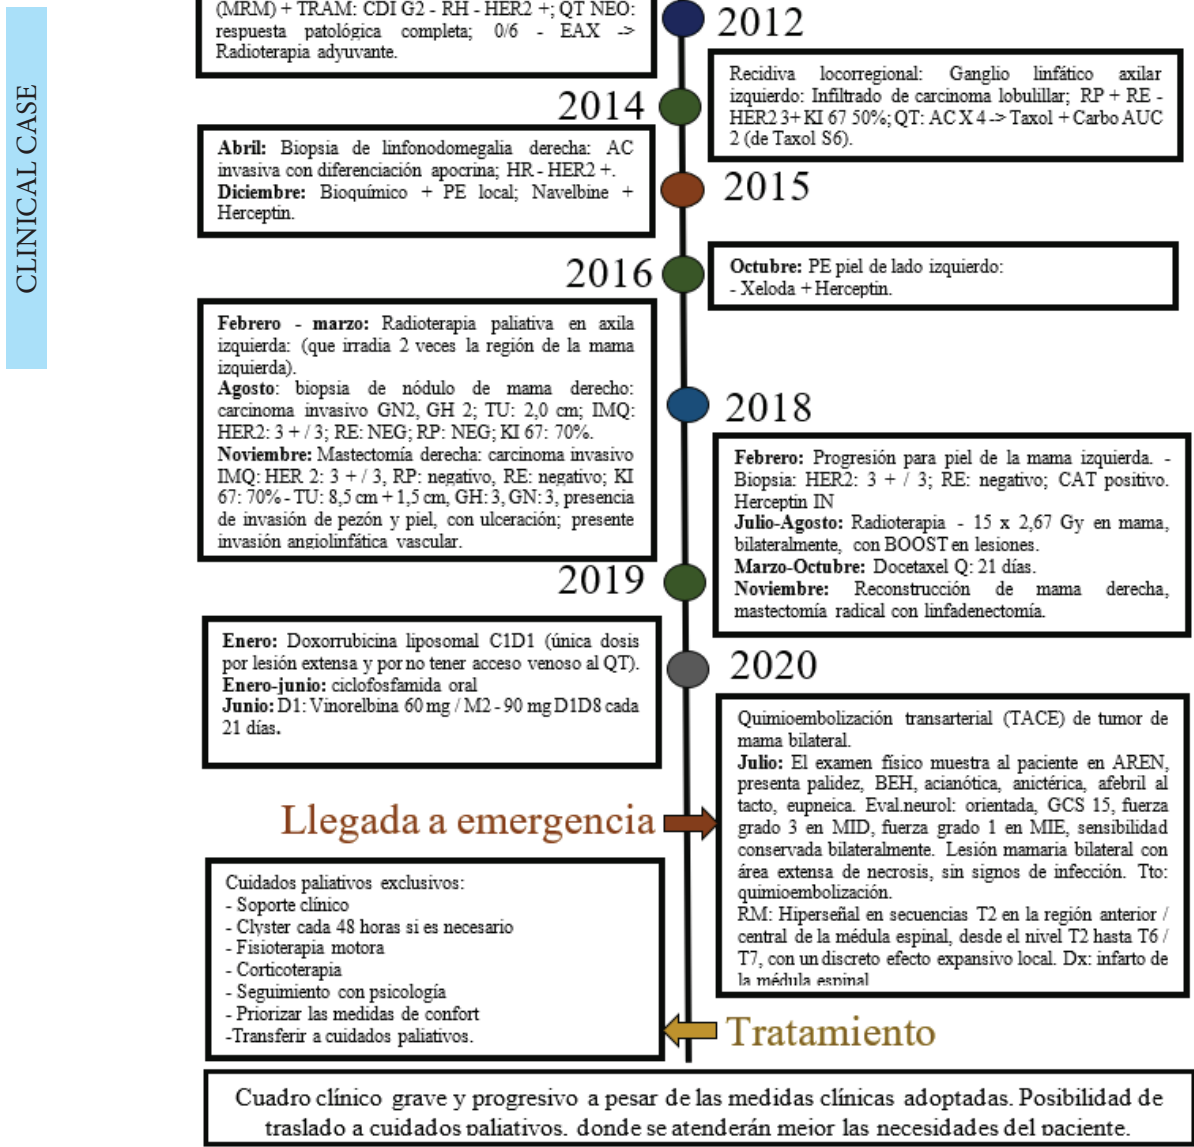 CLINICAL CASE
(MRM) + TRAM: CDI G2 - RH - HER2 +; QT NEO:
respuesta patológica completa; 0/6 - EAX ->
Radioterapia adyuvante.
2012
Recidiva locorregional: Ganglio linfático axilar
izquierdo: Infiltrado de carcinoma lobulillar; RP + RE -
HER2 3+ KI 67 50%; QT: AC X 4 -> Taxol + Carbo AUC
2 (de Taxol S6).
2014
Abril: Biopsia de linfonodomegalia derecha: AC
invasiva con diferenciación apocrina; HR - HER2 +.
Diciembre: Bioquímico + PE local; Navelbine +
Herceptin.
2015
Octubre: PE piel de lado izquierdo:
- Xeloda + Herceptin.
2016
Febrero - marzo: Radioterapia paliativa en axila
izquierda: (que irradia 2 veces la región de la mama
izquierda).
Agosto: biopsia de nódulo de mama derecho:
carcinoma invasivo GN2, GH 2; TU: 2,0 cm; IMQ:
HER2: 3 + / 3; RE: NEG; RP: NEG; KI 67: 70%.
Noviembre: Mastectomía derecha: carcinoma invasivo
IMQ: HER 2: 3 + / 3, RP: negativo, RE: negativo; KI
67: 70% - TU: 8,5 cm + 1,5 cm, GH: 3, GN: 3, presencia
de invasión de pezón y piel, con ulceración; presente
invasión angiolinfática vascular.
2018
Febrero: Progresión para piel de la mama izquierda. -
Biopsia: HER2: 3 + / 3; RE: negativo; CAT positivo.
Herceptin IN
Julio-Agosto: Radioterapia - 15 x 2,67 Gy en mama,
bilateralmente, con BOOST en lesiones.
Marzo-Octubre: Docetaxel Q: 21 días.
Noviembre: Reconstrucción de mama derecha,
mastectomía radical con linfadenectomía.
2019
Enero: Doxorrubicina liposomal C1D1 (única dosis
por lesión extensa y por no tener acceso venoso al QT).
Enero-junio: ciclofosfamida oral
Junio: D1: Vinorelbina 60 mg / M2 - 90 mg D1D8 cada
21 días.
2020
Quimioembolización transarterial (TACE) de tumor de
mama bilateral.
Julio: El examen físico muestra al paciente en AREN,
presenta palidez, BEH, acianótica, anictérica, afebril al
tacto, eupneica. Eval.neurol: orientada, GCS 15, fuerza
grado 3 en MID, fuerza grado 1 en MIE, sensibilidad
conservada bilateralmente. Lesión mamaria bilateral con
área extensa de necrosis, sin signos de infección. Tto:
quimioembolización.
RM: Hiperseñal en secuencias T2 en la región anterior /
central de la médula espinal, desde el nivel T2 hasta T6 /
T7, con un discreto efecto expansivo local. Dx: infarto de
la médula espinal
Llegada a emergencia
Cuidados paliativos exclusivos:
- Soporte clínico
- Clyster cada 48 horas si es necesario
- Fisioterapia motora
- Corticoterapia
- Seguimiento con psicología
- Priorizar las medidas de confort
-Transferir a cuidados paliativos.
Tratamiento
Cuadro clínico grave y progresivo a pesar de las medidas clínicas adoptadas. Posibilidad de
traslado a cuidados paliativos, donde se atenderán mejor las necesidades del paciente.